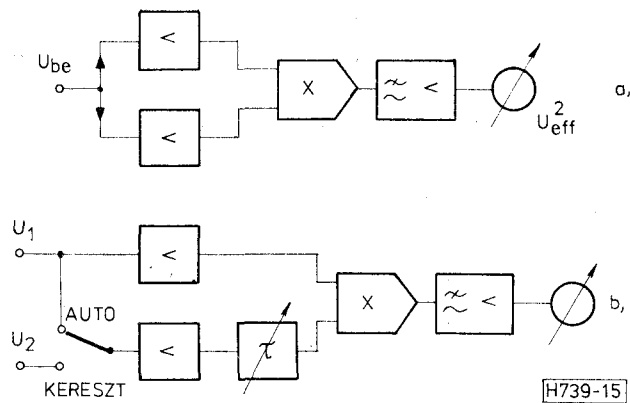 <
U_be
<
X
<
U²_eff
a,
U₁
<
X
<
b,
AUTO
U₂
<
τ
KERESZT
H739-15